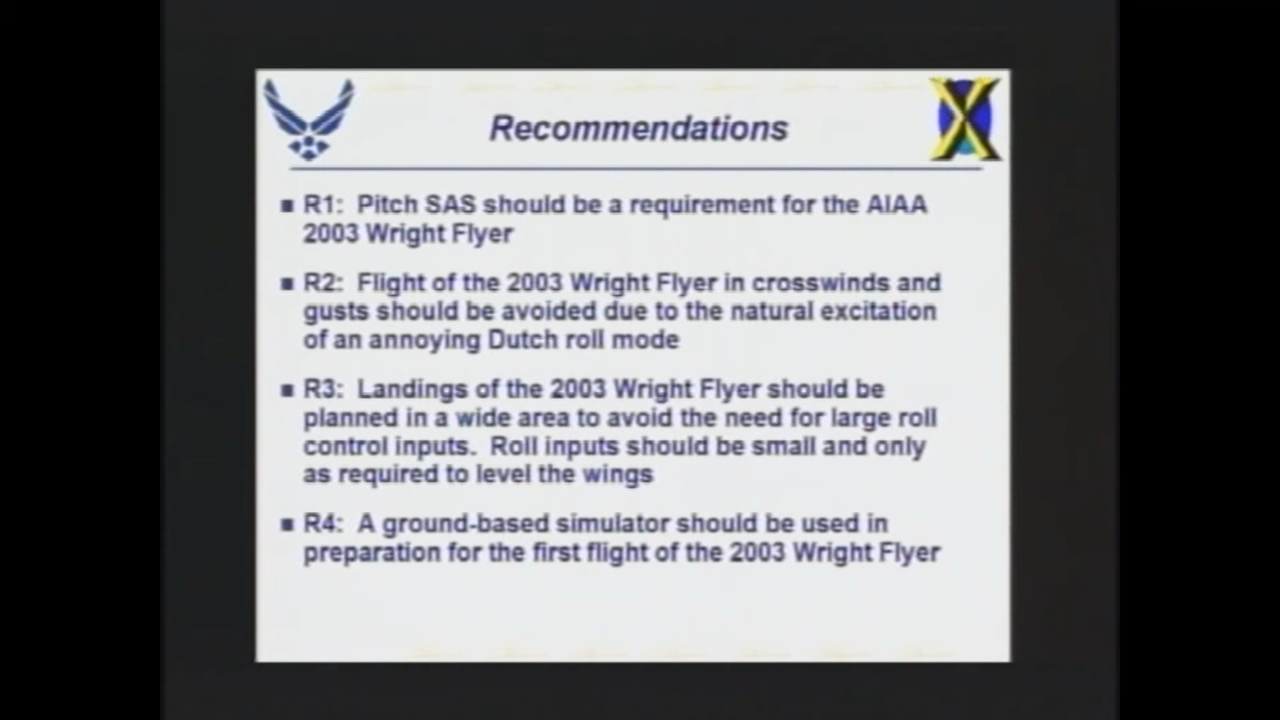 Recommendations
R1: Pitch SAS should be a requirement for the AIAA
2003 Wright Flyer
R2: Flight of the 2003 Wright Flyer in crosswinds and
gusts should be avoided due to the natural excitation
of an annoying Dutch roll mode
R3: Landings of the 2003 Wright Flyer should be
planned in a wide area to avoid the need for large roll
control inputs. Roll inputs should be small and only
as required to level the wings
R4: A ground-based simulator should be used in
preparation for the first flight of the 2003 Wright Flyer